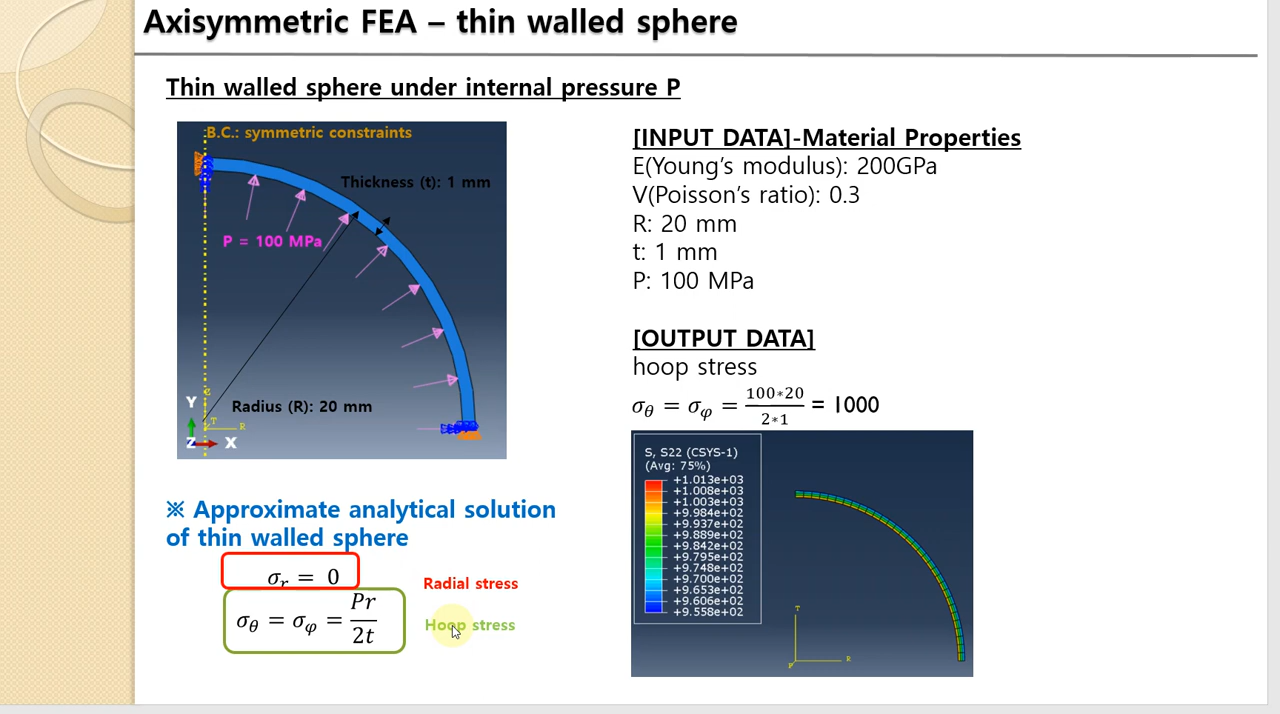 Axisymmetric FEA – thin walled sphere
Thin walled sphere under internal pressure P
B.C.: symmetric constraints
Thickness (t): 1 mm
P = 100 MPa
Radius (R): 20 mm
Y
T
R
Z
X
※ Approximate analytical solution
of thin walled sphere
σr = 0
Radial stress
σθ = σφ = Pr/2t
Hoop stress
[INPUT DATA]-Material Properties
E(Young's modulus): 200GPa
V(Poisson's ratio): 0.3
R: 20 mm
t: 1 mm
P: 100 MPa
[OUTPUT DATA]
hoop stress
σθ = σφ = 100*20/2*1 = 1000
S, S22 (CSYS-1)
(Avg: 75%)
+1.013e+03
+1.008e+03
+1.003e+03
+9.984e+02
+9.937e+02
+9.889e+02
+9.842e+02
+9.795e+02
+9.748e+02
+9.700e+02
+9.653e+02
+9.606e+02
+9.558e+02
T
P
R